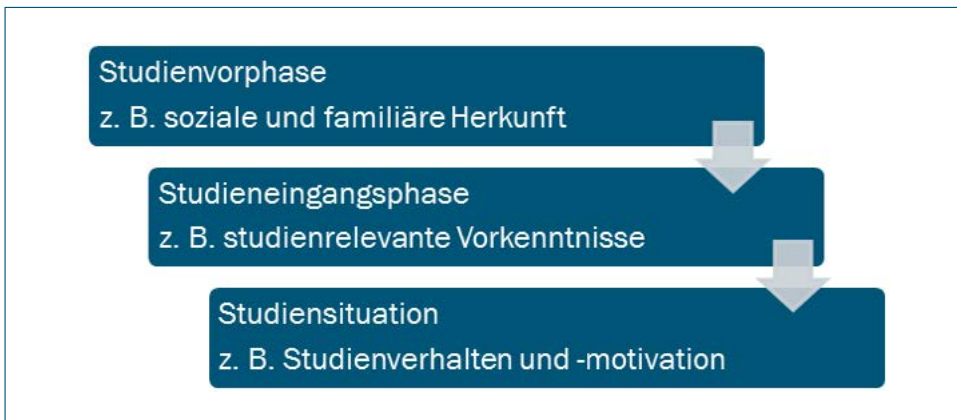 Studienvorphase
z. B. soziale und familiäre Herkunft
Studieneingangsphase
z. B. studienrelevante Vorkenntnisse
Studiensituation
z. B. Studienverhalten und -motivation